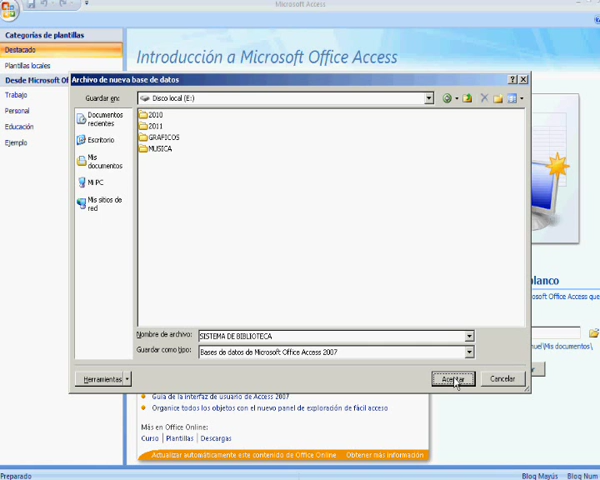 Microsoft Access
Categorías de plantillas
Destacado
Plantillas locales
Desde Microsoft Of
Trabajo
Personal
Educación
Ejemplo
Introducción a Microsoft Office Access
Archivo de nueva base de datos
Guardar en:
Disco local (E:)
Documentos recientes
Escritorio
Mis documentos
Mi PC
Mis sitios de red
2010
2011
GRAFICOS
MUSICA
Nombre de archivo:
SISTEMA DE BIBLIOTECA
Guardar como tipo:
Bases de datos de Microsoft Office Access 2007
Herramientas
Aceptar
Cancelar
blanco
osoft Office Access que
uel\Mis documentos\
ar
Guía de la interfaz de usuario de Access 2007
Organice todos los objetos con el nuevo panel de exploración de fácil acceso
Más en Office Online:
Curso | Plantillas | Descargas
Actualizar automáticamente este contenido de Office Online
Obtener más información
Preparado
Bloq Mayús
Bloq Num